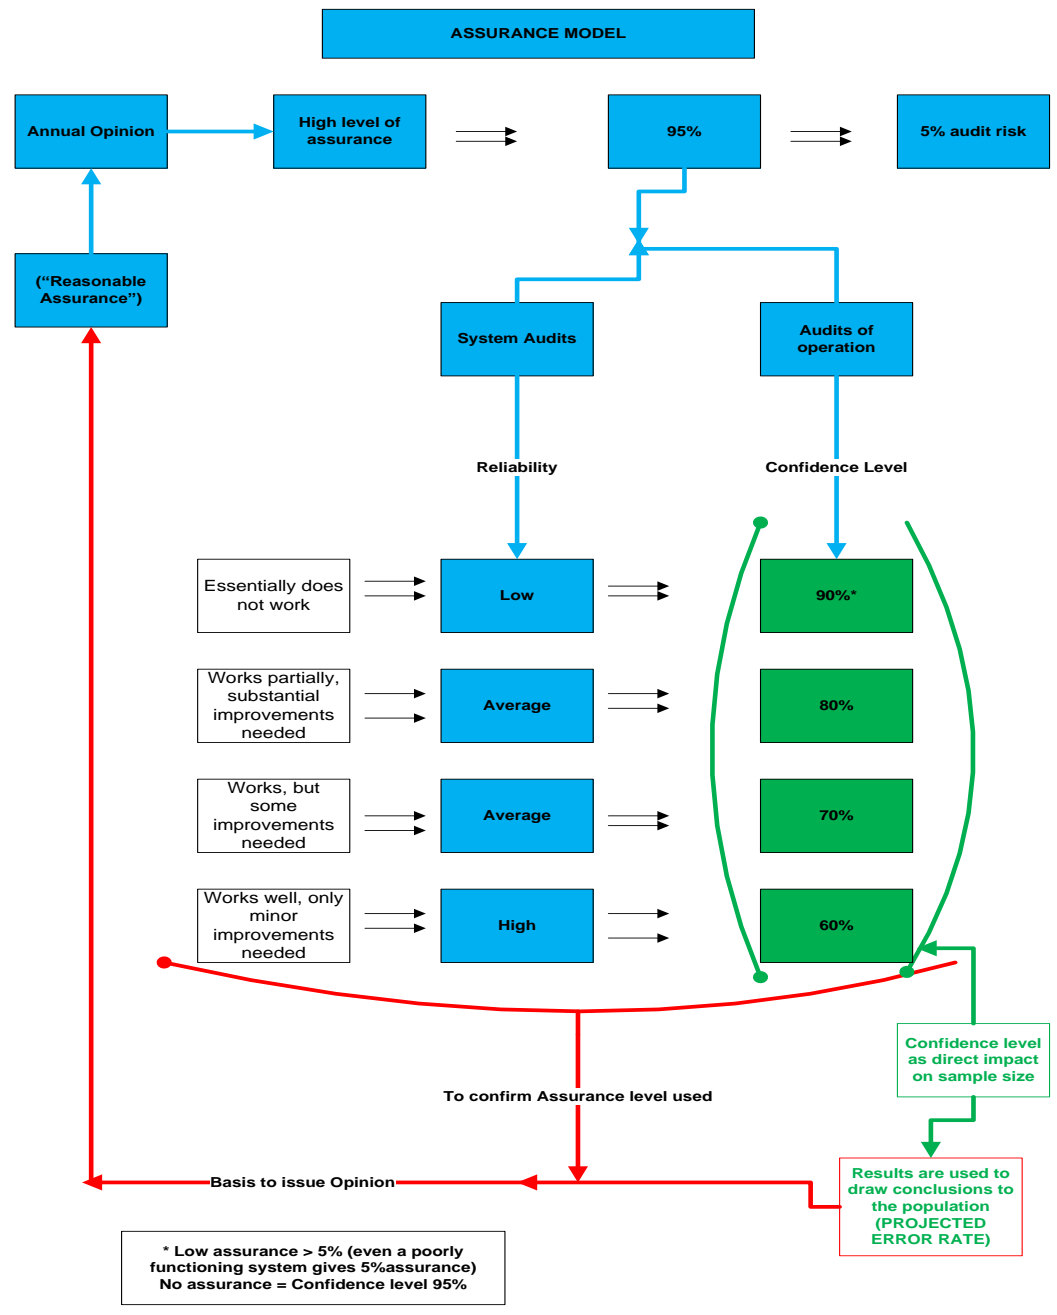 ASSURANCE MODEL
Annual Opinion
High level of
assurance
95%
5% audit risk
(“Reasonable
Assurance”)
System Audits
Audits of
operation
Reliability
Confidence Level
Essentially does
not work
Low
90%*
Works partially,
substantial
improvements
needed
Average
80%
Works, but
some
improvements
needed
Average
70%
Works well, only
minor
improvements
needed
High
60%
Confidence level
as direct impact
on sample size
To confirm Assurance level used
Results are used to
draw conclusions to
the population
(PROJECTED
ERROR RATE)
Basis to issue Opinion
* Low assurance > 5% (even a poorly
functioning system gives 5%assurance)
No assurance = Confidence level 95%